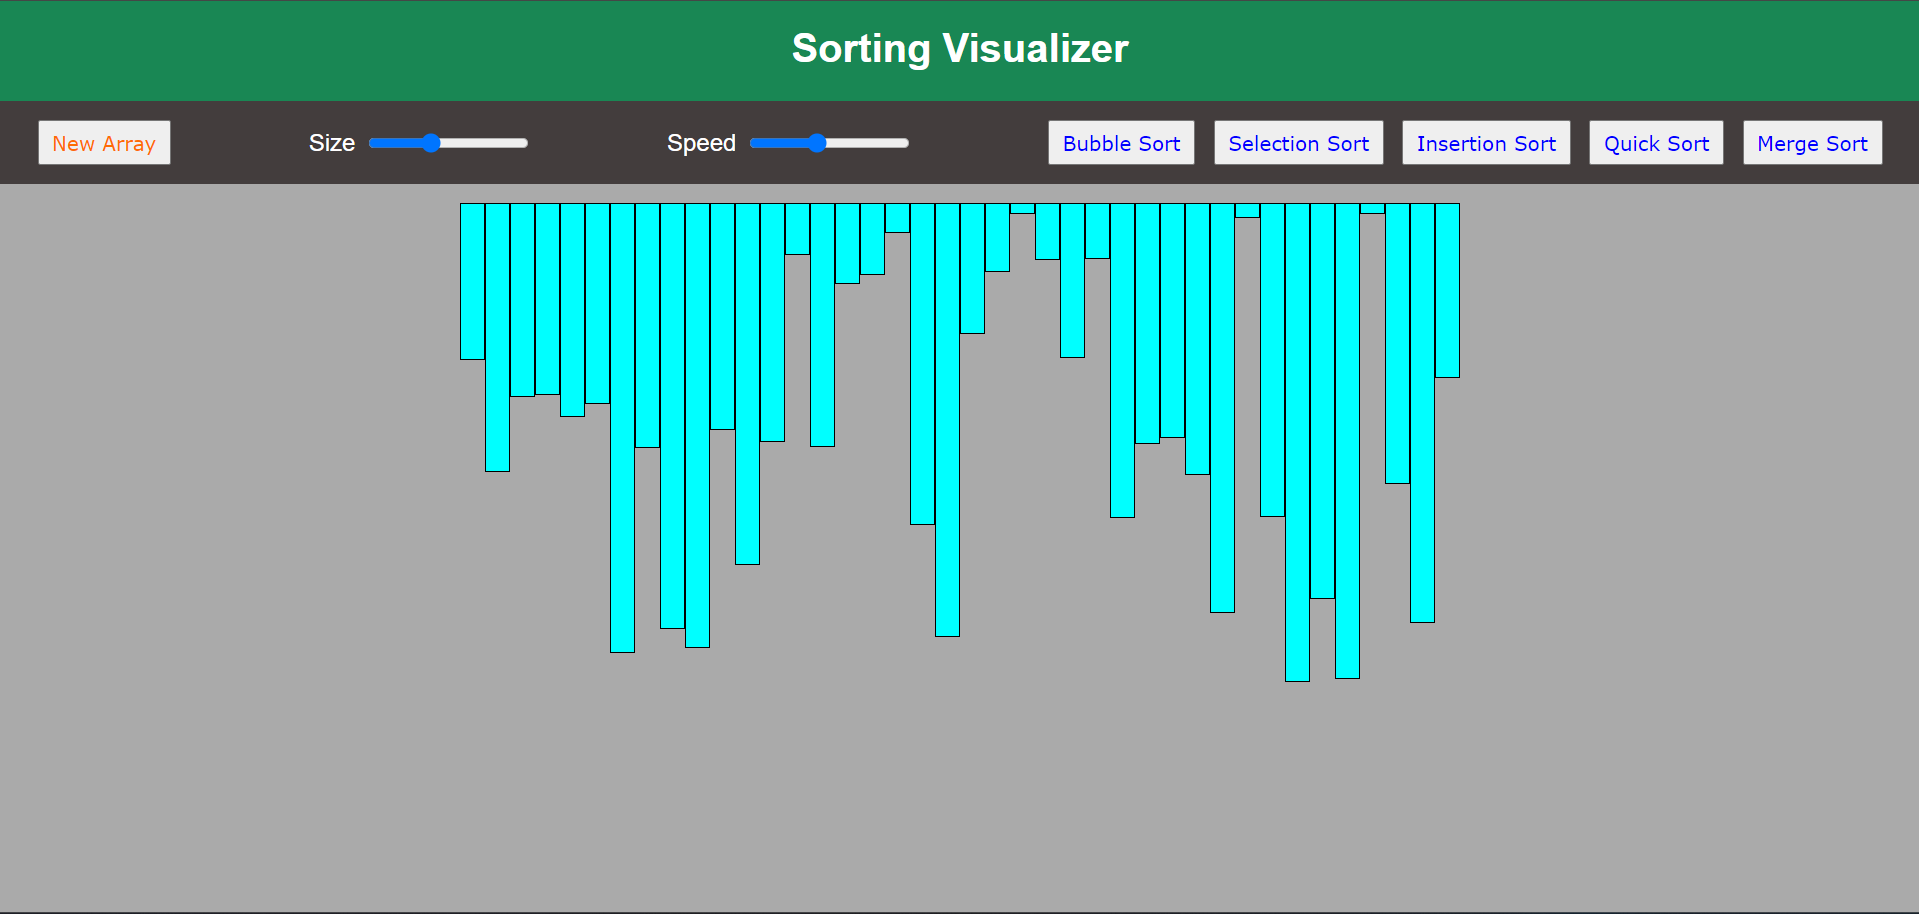 Sorting Visualizer
New Array
Size
Speed
Bubble Sort
Selection Sort
Insertion Sort
Quick Sort
Merge Sort